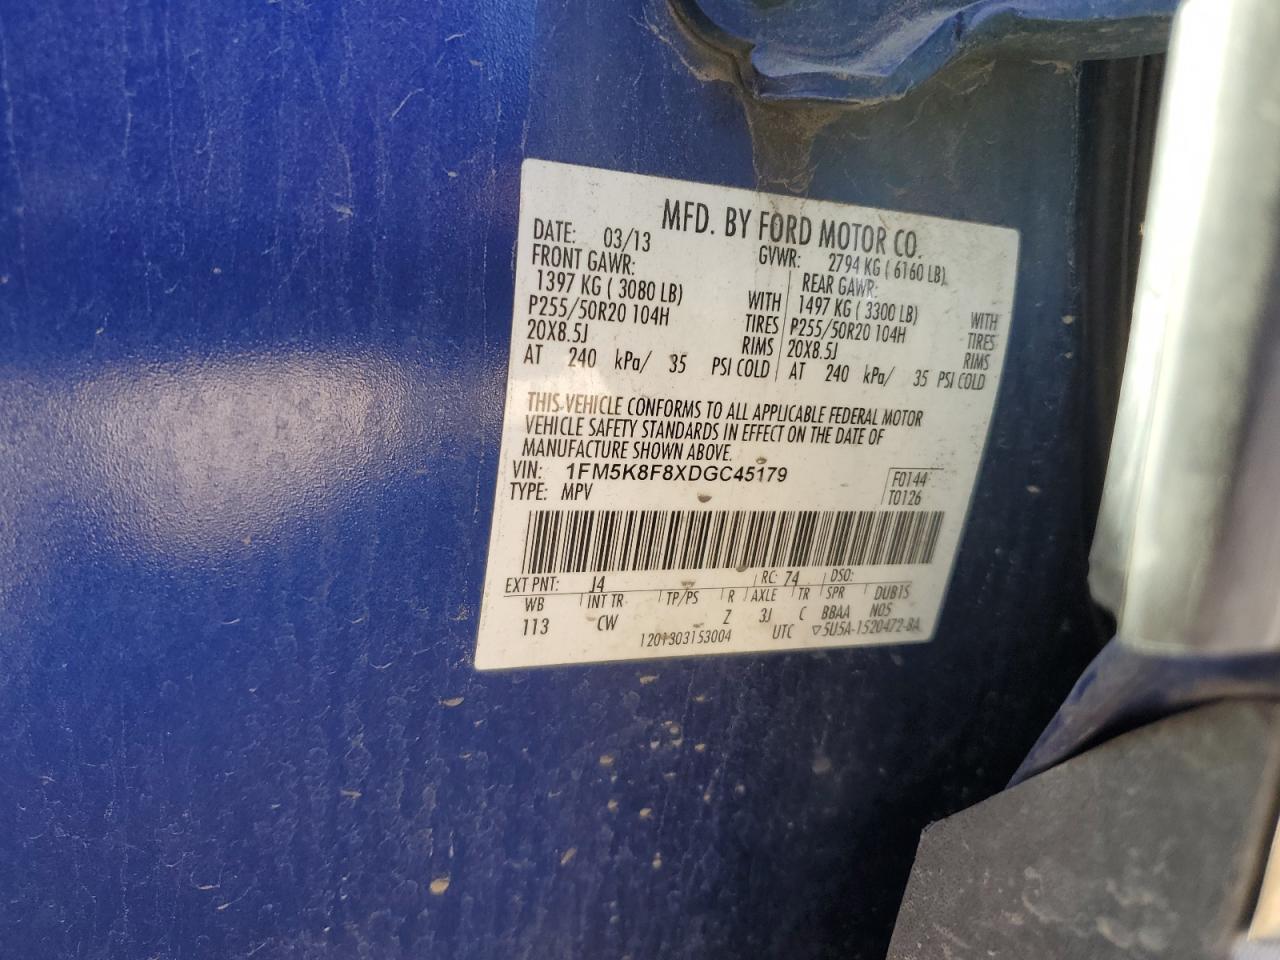 MFD. BY FORD MOTOR CO.
DATE: 03/13 GVWR: 2794 KG ( 6160 LB)
FRONT GAWR: REAR GAWR:
1397 KG ( 3080 LB) WITH 1497 KG ( 3300 LB) WITH
P255/50R20 104H TIRES P255/50R20 104H TIRES
20X8.5J RIMS 20X8.5J RIMS
AT 240 kPa/ 35 PSI COLD AT 240 kPa/ 35 PSI COLD
THIS VEHICLE CONFORMS TO ALL APPLICABLE FEDERAL MOTOR
VEHICLE SAFETY STANDARDS IN EFFECT ON THE DATE OF
MANUFACTURE SHOWN ABOVE.
VIN: 1FM5K8F8XDGC45179 F0144
TYPE: MPV T0126
EXT PNT: J4 RC: 74 DSO:
WB INT TR TP/PS R AXLE TR SPR DUB1S
113 CW Z 3J C BBAA N05
1201303153004 UTC ▽5U5A-1520472-BA